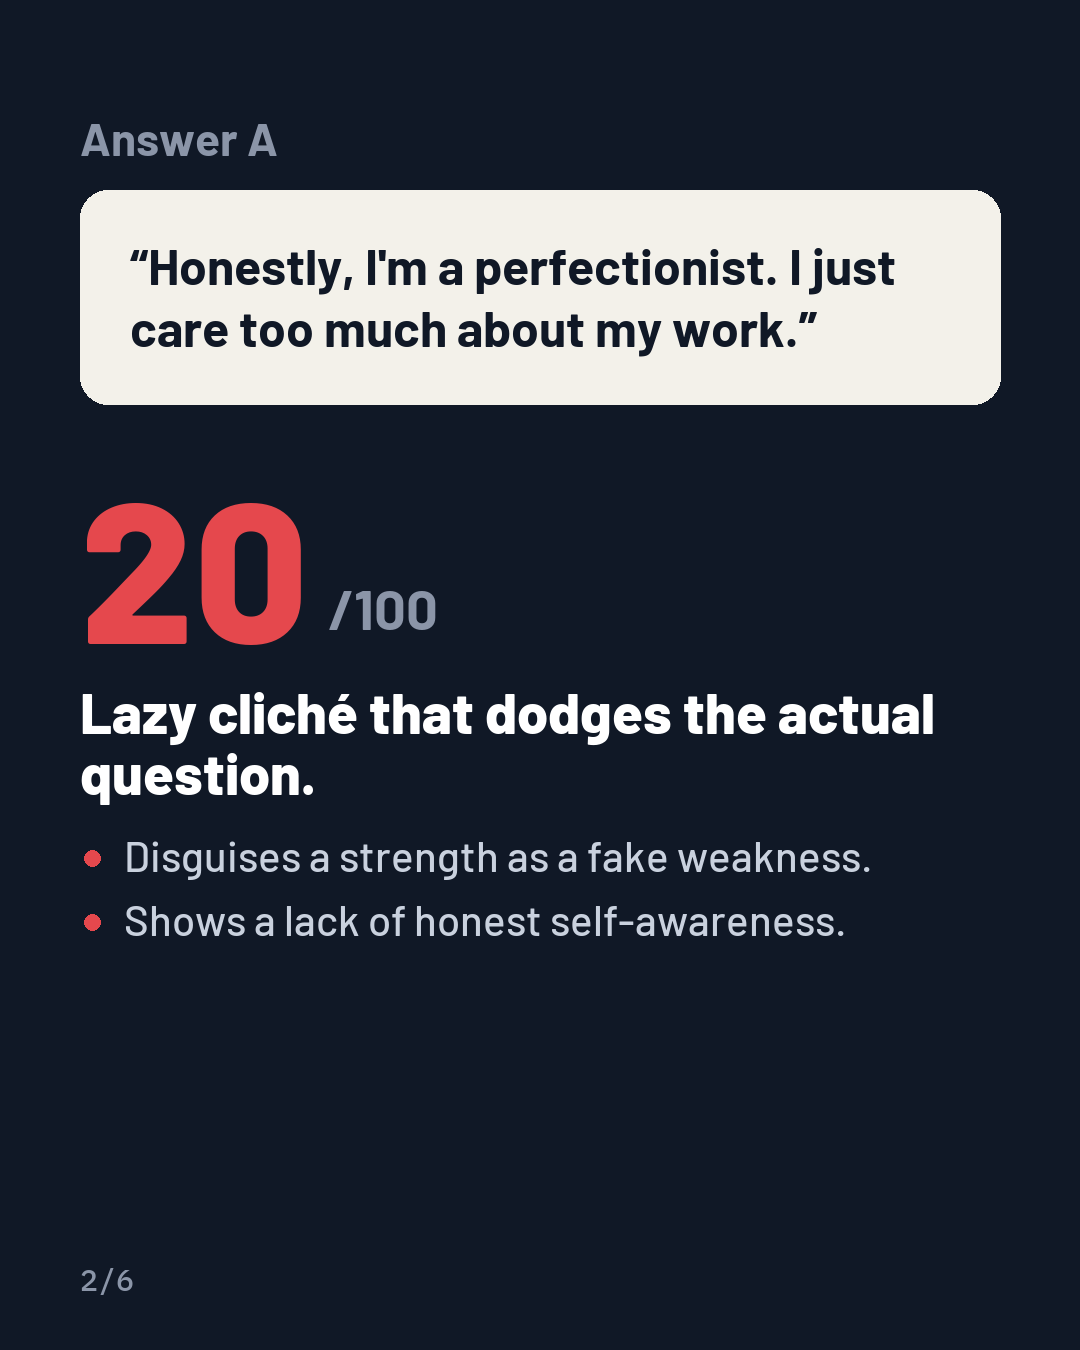 Answer A
“Honestly, I'm a perfectionist. I just
care too much about my work.”
20 /100
Lazy cliché that dodges the actual
question.
Disguises a strength as a fake weakness.
Shows a lack of honest self-awareness.
2/6